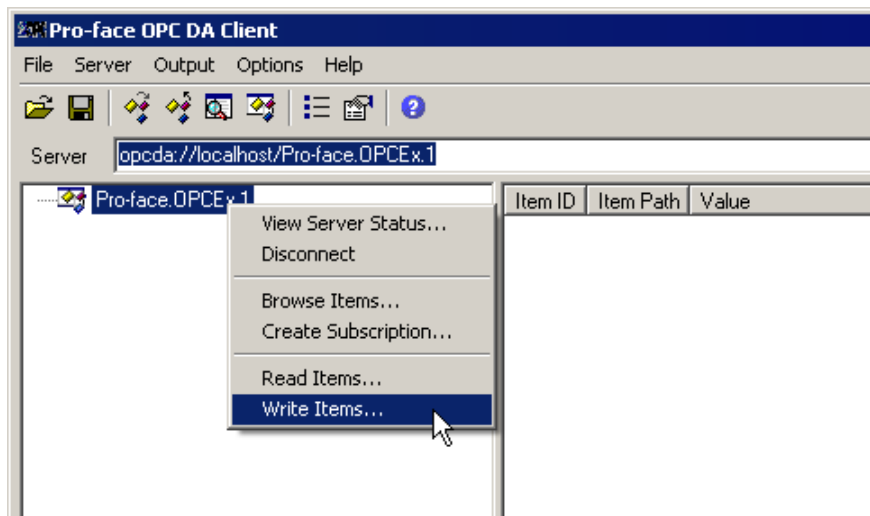 Pro-face OPC DA Client
File Server Output Options Help
Server opcda://localhost/Pro-face.OPCEx.1
Pro-face.OPCEx.1
Item ID Item Path Value
View Server Status...
Disconnect
Browse Items...
Create Subscription...
Read Items...
Write Items...